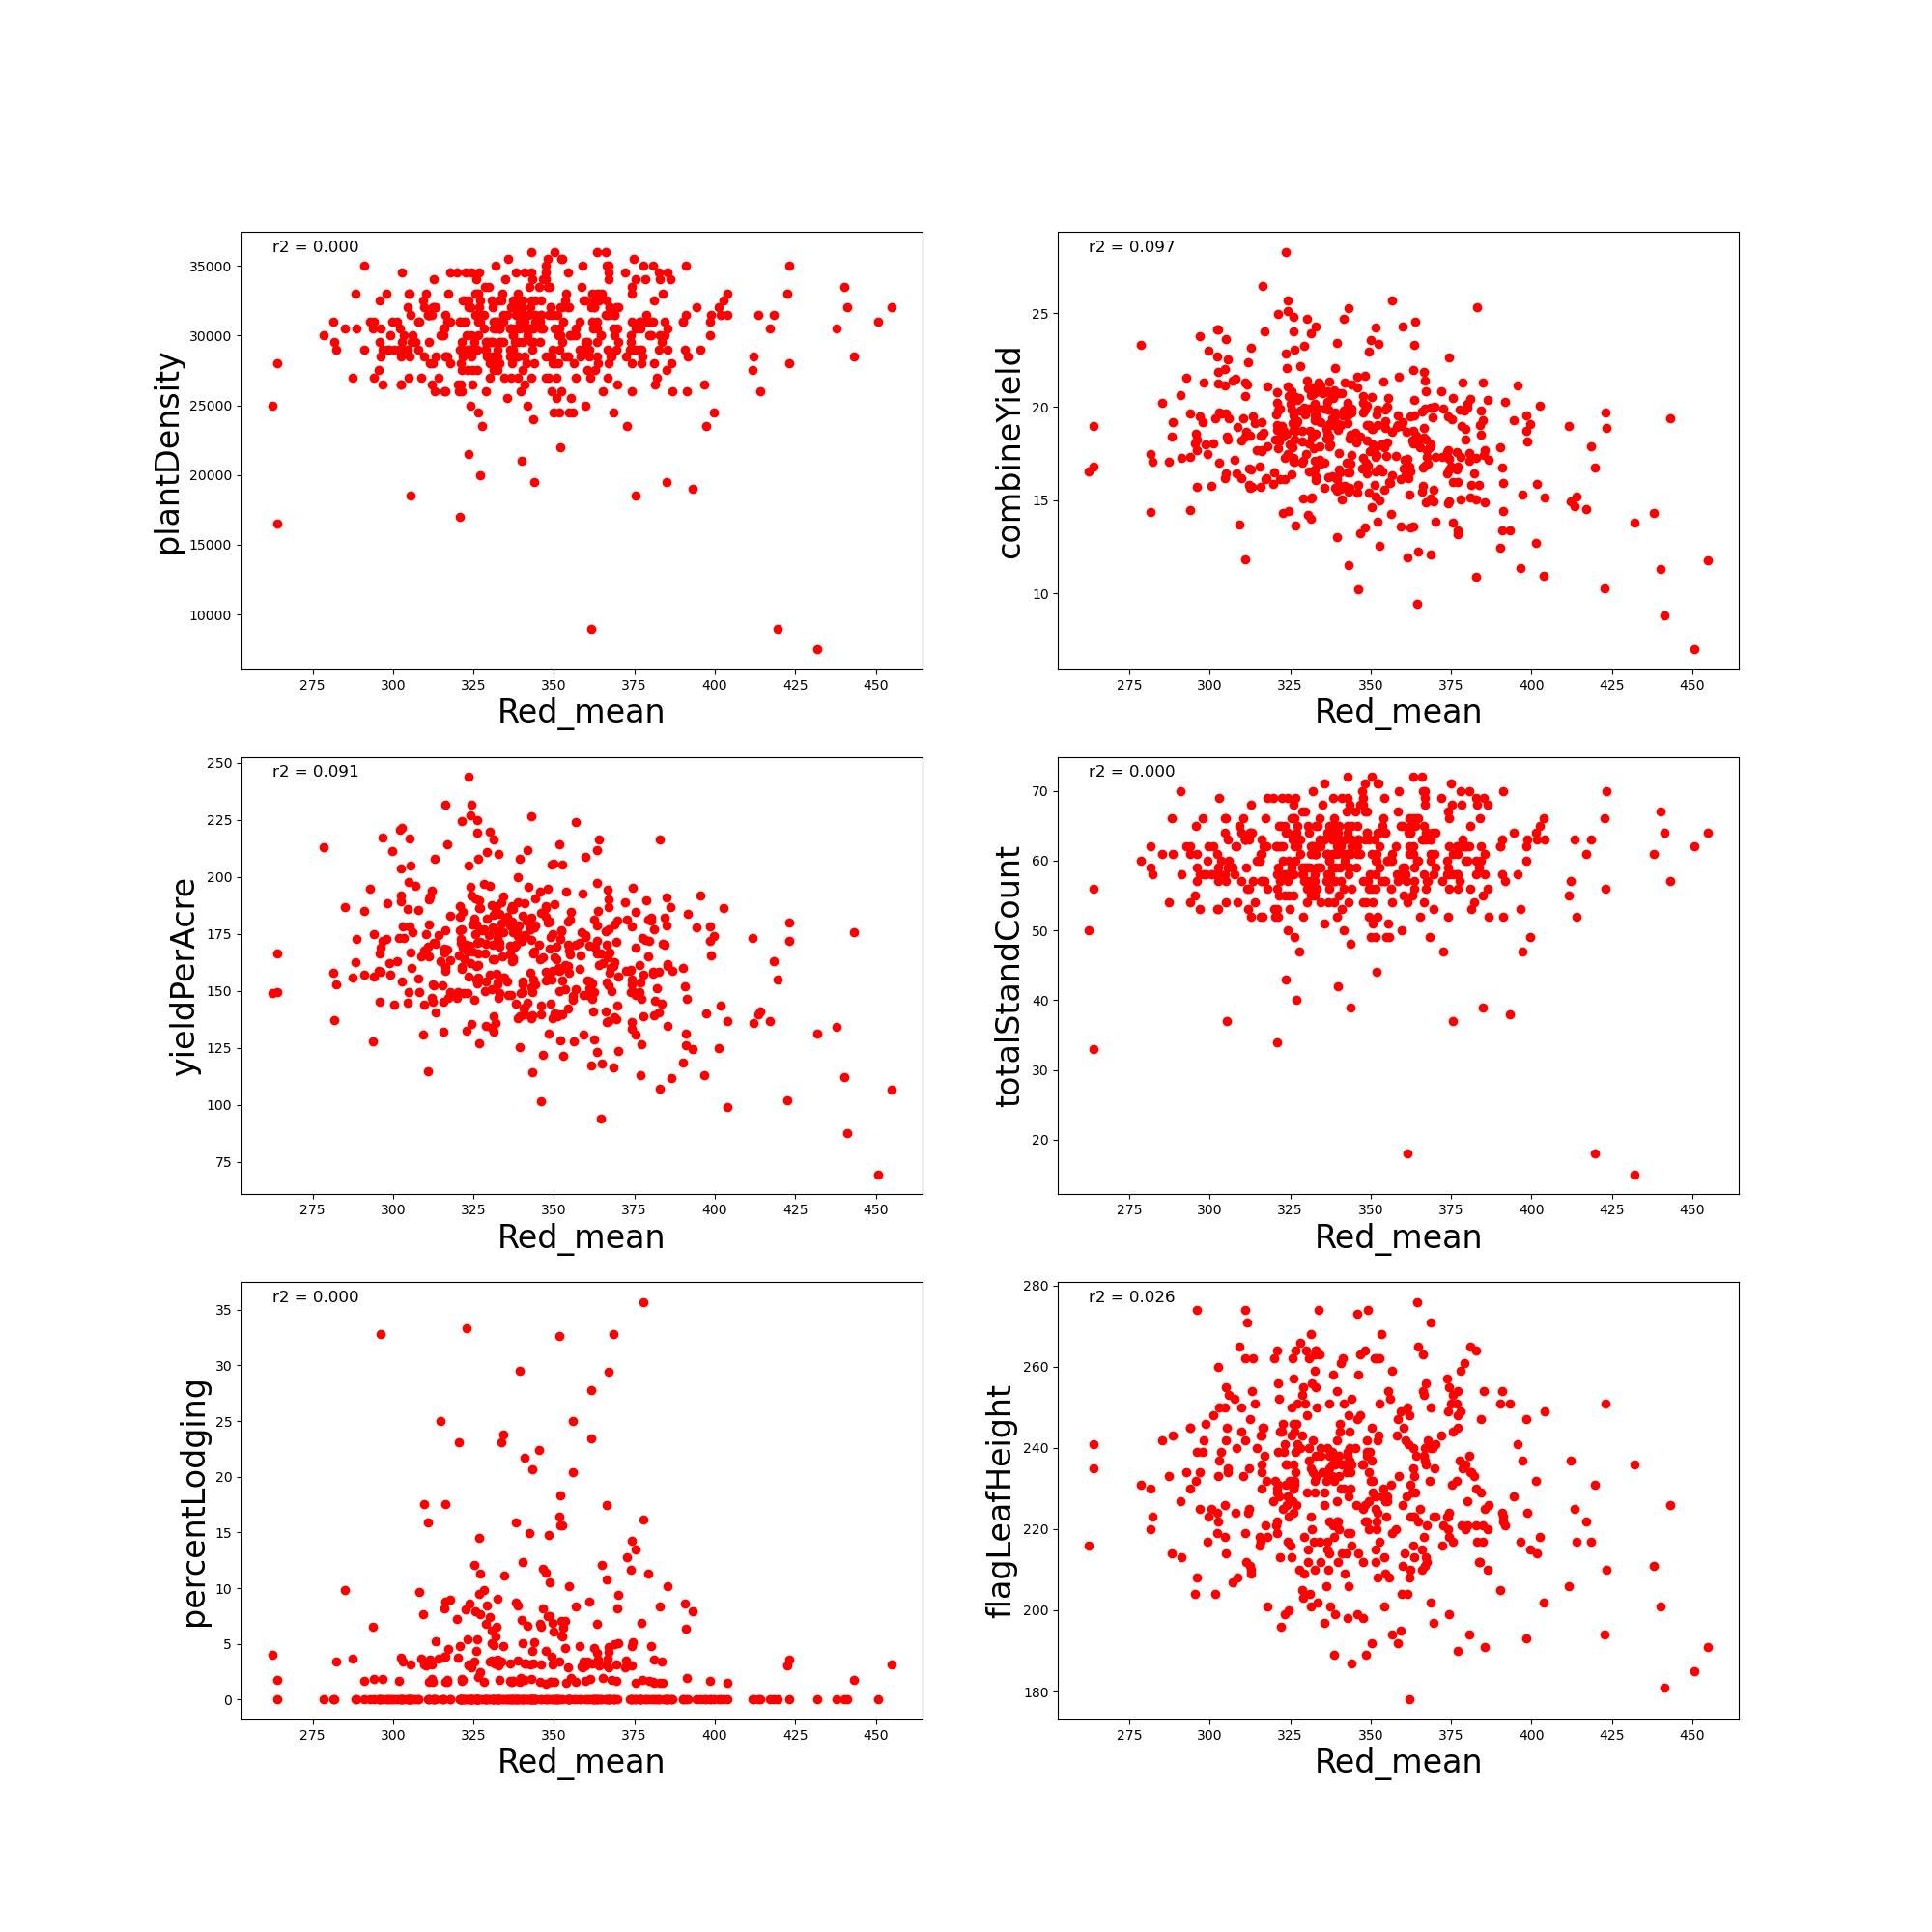 r2 = 0.000
35000
30000
25000
20000
15000
10000
plantDensity
275 300 325 350 375 400 425 450
Red_mean
r2 = 0.097
25
20
15
10
combineYield
275 300 325 350 375 400 425 450
Red_mean
r2 = 0.091
250
225
200
175
150
125
100
75
yieldPerAcre
275 300 325 350 375 400 425 450
Red_mean
r2 = 0.000
70
60
50
40
30
20
totalStandCount
275 300 325 350 375 400 425 450
Red_mean
r2 = 0.000
35
30
25
20
15
10
5
0
percentLodging
275 300 325 350 375 400 425 450
Red_mean
r2 = 0.026
280
260
240
220
200
180
flagLeafHeight
275 300 325 350 375 400 425 450
Red_mean